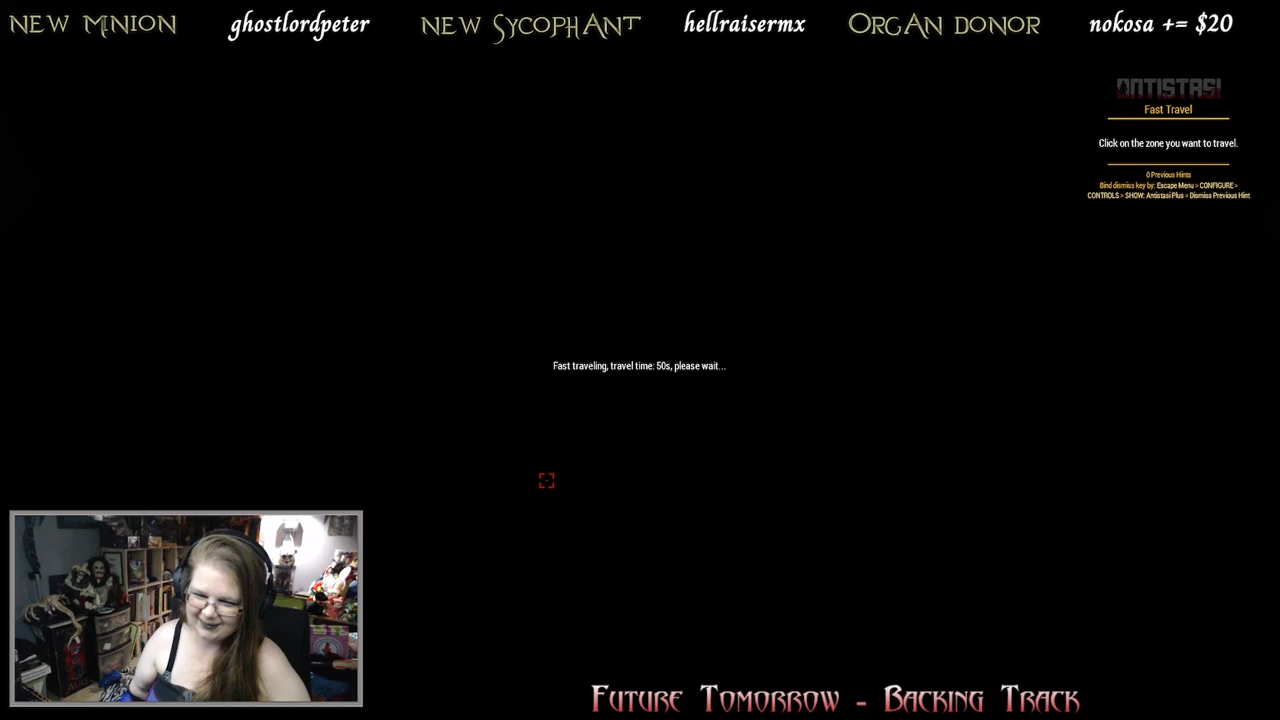 NEW MINION ghostlordpeter NEW SYCOPHANT hellraisermx ORGAN DONOR nokosa += $20
ANTISTASI
Fast Travel
Click on the zone you want to travel.
0 Previous Hints
Bind dismiss key by: Escape Menu > CONFIGURE >
CONTROLS > SHOW: Antistasi Plus > Dismiss Previous Hint
Fast traveling, travel time: 50s, please wait...
FUTURE TOMORROW - BACKING TRACK